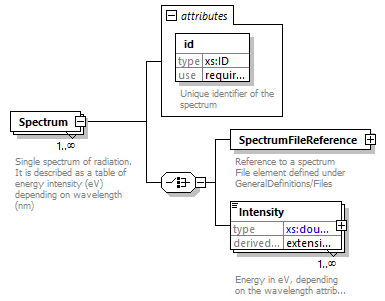 attributes
id
type xs:ID
use requir...
Unique identifier of the
spectrum
Spectrum
1..∞
Single spectrum of radiation.
It is described as a table of
energy intensity (eV)
depending on wavelength
(nm)
SpectrumFileReference
Reference to a spectrum
File element defined under
GeneralDefinitions/Files
Intensity
type xs:dou...
derived... extensi...
1..∞
Energy in eV, depending
on the wavelength attrib...